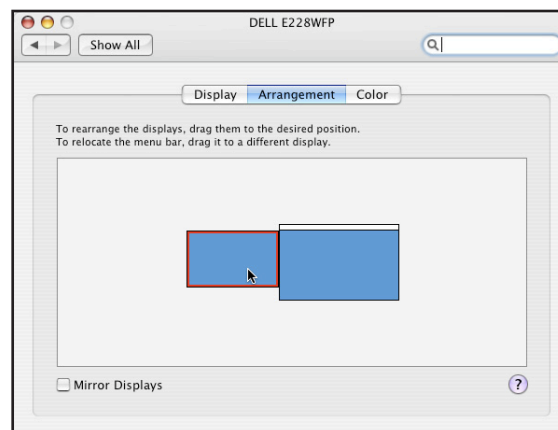 DELL E228WFP
Show All
Display Arrangement Color
To rearrange the displays, drag them to the desired position.
To relocate the menu bar, drag it to a different display.
Mirror Displays
?